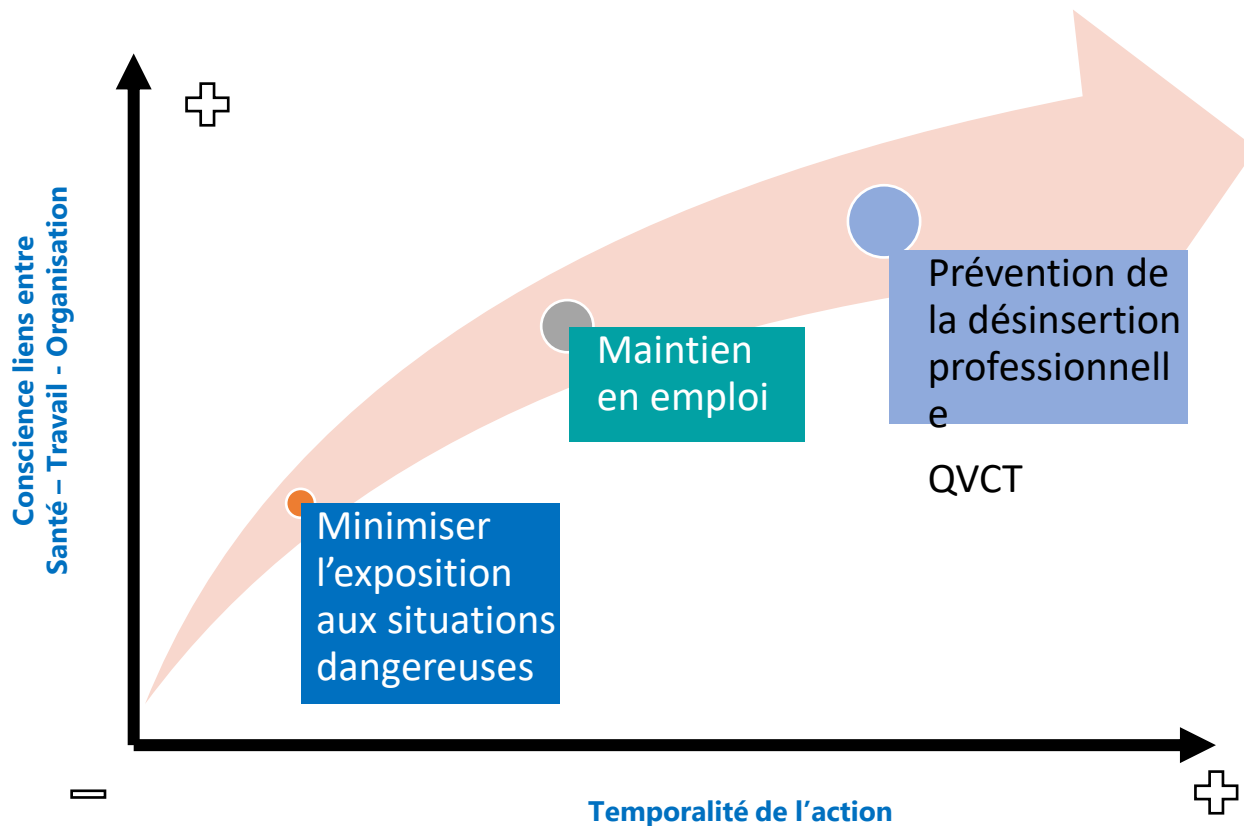 Conscience liens entre
Santé – Travail - Organisation
Minimiser
l’exposition
aux situations
dangereuses
Maintien
en emploi
Prévention de
la désinsertion
professionnell
e
QVCT
Temporalité de l’action